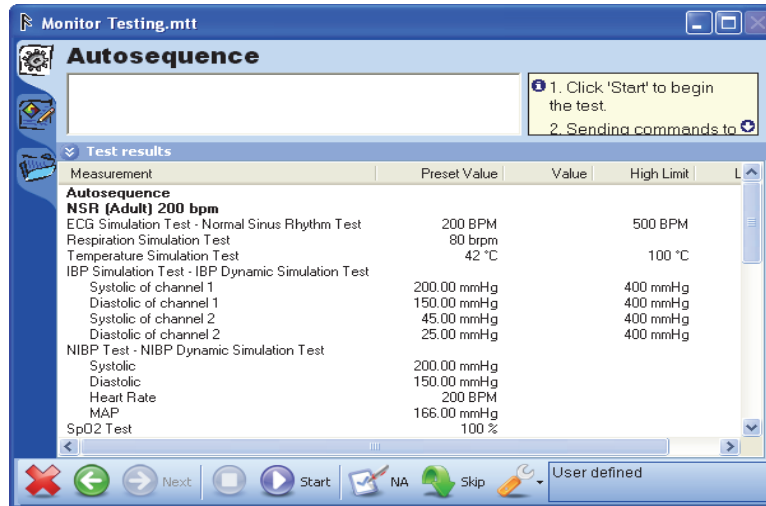 Monitor Testing.mtt
Autosequence
1. Click 'Start' to begin
the test.
2. Sending commands to
Test results
Measurement Preset Value Value High Limit L
Autosequence
NSR (Adult) 200 bpm
ECG Simulation Test - Normal Sinus Rhythm Test 200 BPM 500 BPM
Respiration Simulation Test 80 brpm
Temperature Simulation Test 42 °C 100 °C
IBP Simulation Test - IBP Dynamic Simulation Test
Systolic of channel 1 200.00 mmHg 400 mmHg
Diastolic of channel 1 150.00 mmHg 400 mmHg
Systolic of channel 2 45.00 mmHg 400 mmHg
Diastolic of channel 2 25.00 mmHg 400 mmHg
NIBP Test - NIBP Dynamic Simulation Test
Systolic 200.00 mmHg
Diastolic 150.00 mmHg
Heart Rate 200 BPM
MAP 166.00 mmHg
SpO2 Test 100 %
Next Start NA Skip User defined